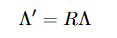 Λ′ = RΛ